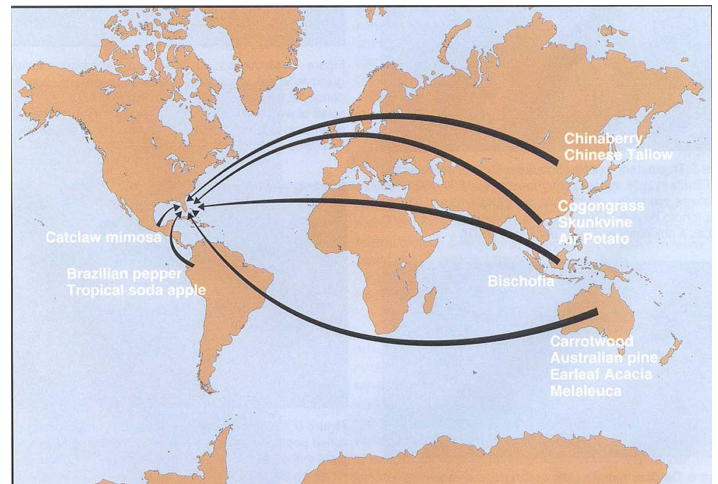 Chinaberry
Chinese Tallow
Cogongrass
Skunkvine
Air Potato
Catclaw mimosa
Brazilian pepper
Tropical soda apple
Bischofia
Carrotwood
Australian pine
Earleaf Acacia
Melaleuca